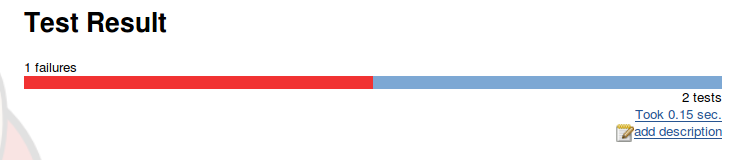 Test Result
1 failures
2 tests
Took 0.15 sec.
add description